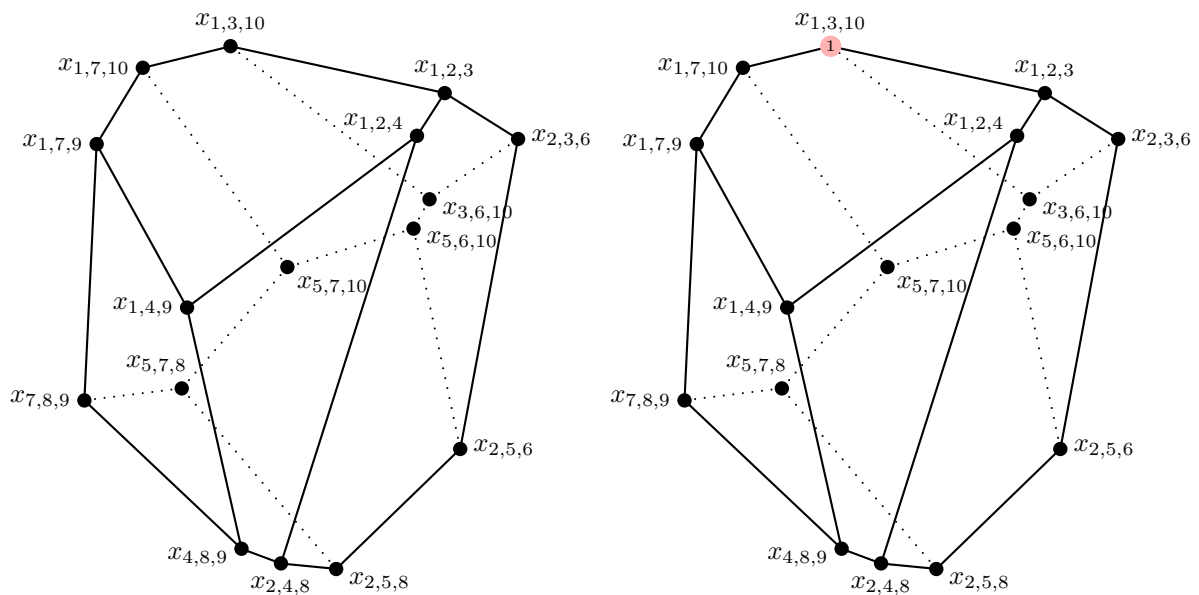 x_{1,3,10}
x_{1,7,10}
x_{1,2,3}
x_{1,2,4}
x_{2,3,6}
x_{1,7,9}
x_{3,6,10}
x_{5,6,10}
x_{5,7,10}
x_{1,4,9}
x_{5,7,8}
x_{7,8,9}
x_{2,5,6}
x_{4,8,9}
x_{2,4,8}
x_{2,5,8}
x_{1,3,10}
1
x_{1,7,10}
x_{1,2,3}
x_{1,2,4}
x_{2,3,6}
x_{1,7,9}
x_{3,6,10}
x_{5,6,10}
x_{5,7,10}
x_{1,4,9}
x_{5,7,8}
x_{7,8,9}
x_{2,5,6}
x_{4,8,9}
x_{2,4,8}
x_{2,5,8}